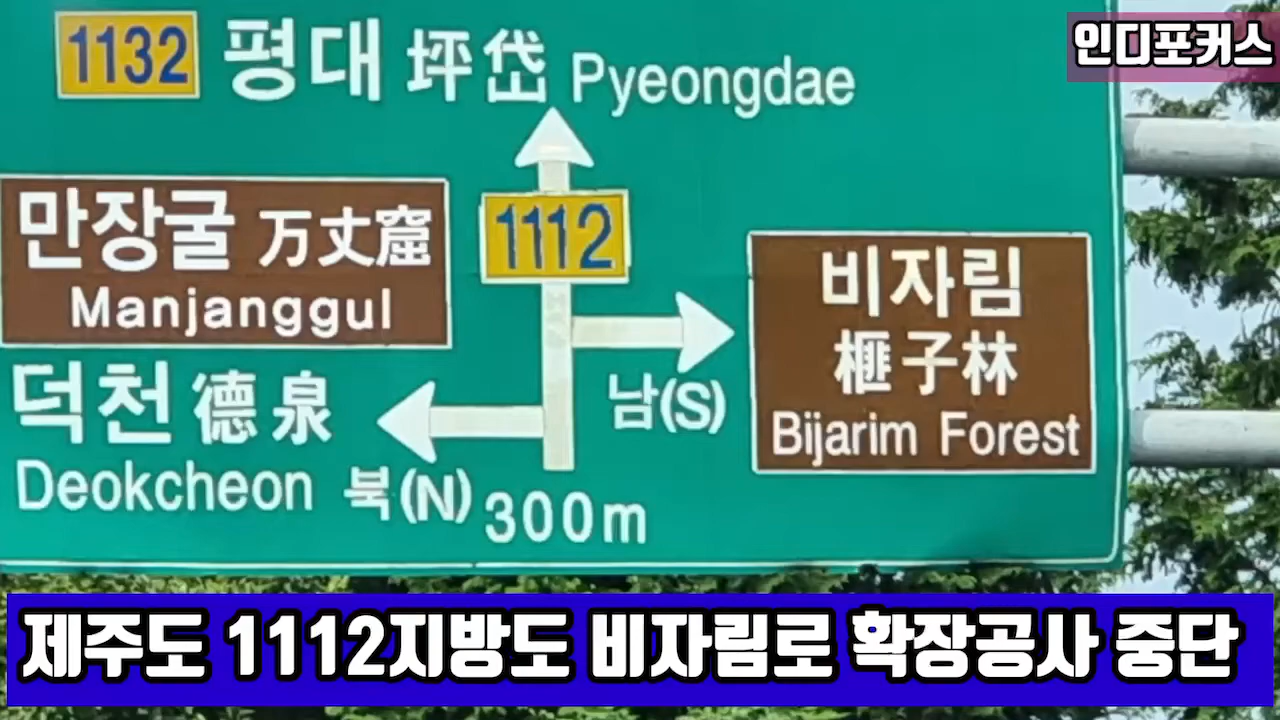 인디포커스
1132 평대 坪岱 Pyeongdae
만장굴 万丈窟
Manjanggul
1112
비자림
榧子林
Bijarim Forest
덕천 德泉
Deokcheon 북(N)
남(S)
300m
제주도 1112지방도 비자림로 확장공사 중단